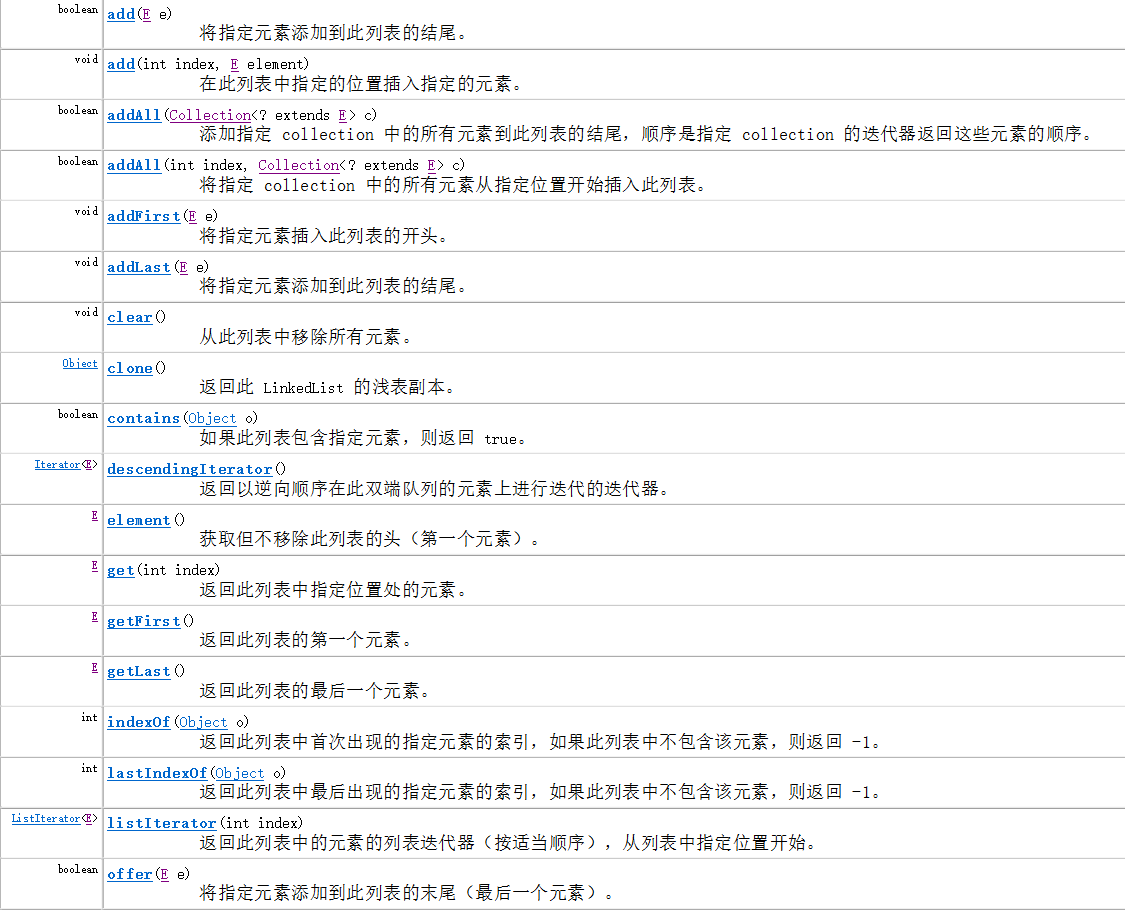 boolean add(E e)
将指定元素添加到此列表的结尾。
void add(int index, E element)
在此列表中指定的位置插入指定的元素。
boolean addAll(Collection<? extends E> c)
添加指定 collection 中的所有元素到此列表的结尾，顺序是指定 collection 的迭代器返回这些元素的顺序。
boolean addAll(int index, Collection<? extends E> c)
将指定 collection 中的所有元素从指定位置开始插入此列表。
void addFirst(E e)
将指定元素插入此列表的开头。
void addLast(E e)
将指定元素添加到此列表的结尾。
void clear()
从此列表中移除所有元素。
Object clone()
返回此 LinkedList 的浅表副本。
boolean contains(Object o)
如果此列表包含指定元素，则返回 true。
Iterator<E> descendingIterator()
返回以逆向顺序在此双端队列的元素上进行迭代的迭代器。
E element()
获取但不移除此列表的头（第一个元素）。
E get(int index)
返回此列表中指定位置处的元素。
E getFirst()
返回此列表的第一个元素。
E getLast()
返回此列表的最后一个元素。
int indexOf(Object o)
返回此列表中首次出现的指定元素的索引，如果此列表中不包含该元素，则返回 -1。
int lastIndexOf(Object o)
返回此列表中最后出现的指定元素的索引，如果此列表中不包含该元素，则返回 -1。
ListIterator<E> listIterator(int index)
返回此列表中的元素的列表迭代器（按适当顺序），从列表中指定位置开始。
boolean offer(E e)
将指定元素添加到此列表的末尾（最后一个元素）。